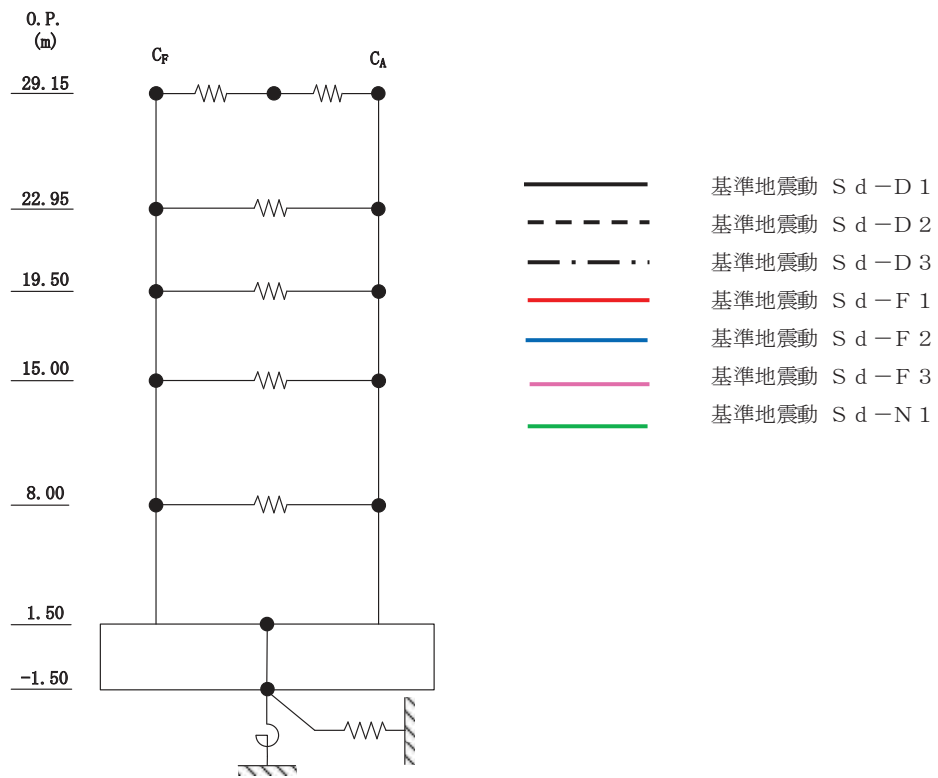 O.P.
(m)
C_F
C_A
29.15
22.95
19.50
15.00
8.00
1.50
-1.50
基準地震動 Ｓｄ－Ｄ１
基準地震動 Ｓｄ－Ｄ２
基準地震動 Ｓｄ－Ｄ３
基準地震動 Ｓｄ－Ｆ１
基準地震動 Ｓｄ－Ｆ２
基準地震動 Ｓｄ－Ｆ３
基準地震動 Ｓｄ－Ｎ１